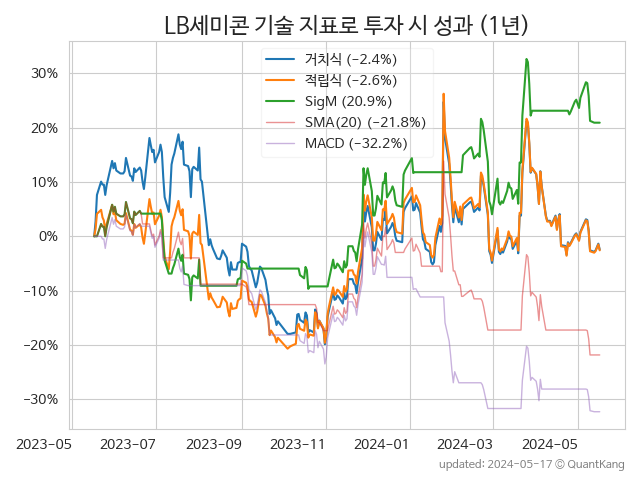 LB세미콘 기술 지표로 투자 시 성과 (1년)
거치식 (−2.4%)
적립식 (−2.6%)
SigM (20.9%)
SMA(20) (−21.8%)
MACD (−32.2%)
30%
20%
10%
0%
−10%
−20%
−30%
2023−05 2023−07 2023−09 2023−11 2024−01 2024−03 2024−05
updated: 2024−05−17 © QuantKang